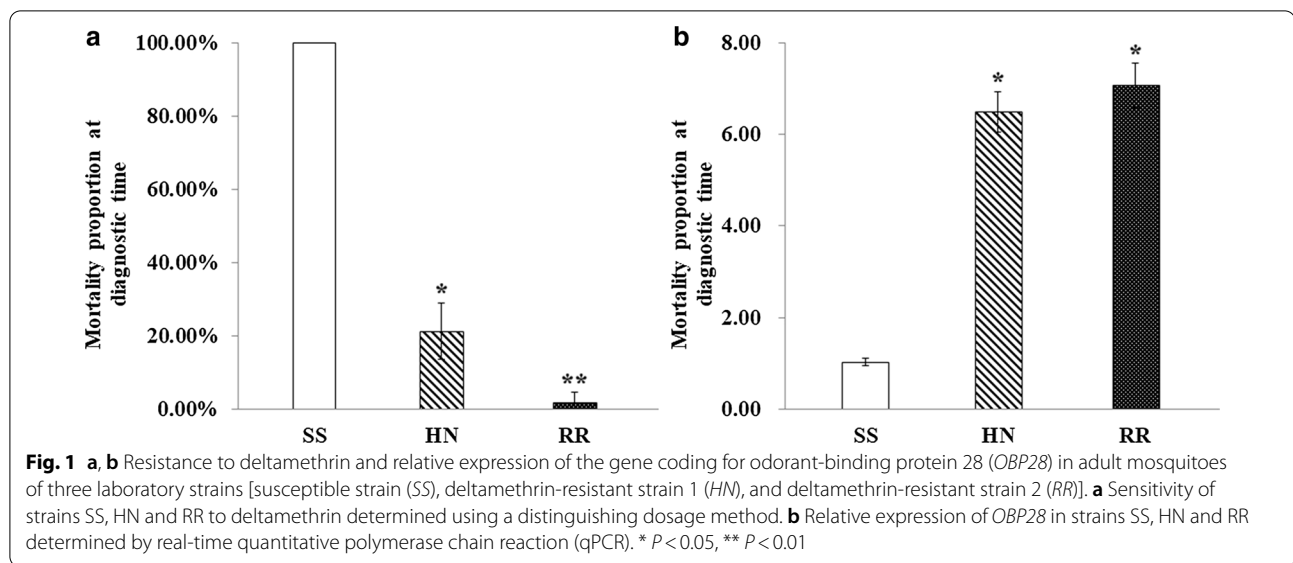 a
100.00%
80.00%
60.00%
40.00%
20.00%
0.00%
Mortality proportion at
diagnostic time
*
**
SS HN RR
b
8.00
6.00
4.00
2.00
0.00
Mortality proportion at
diagnostic time
*
*
SS HN RR
Fig. 1 a, b Resistance to deltamethrin and relative expression of the gene coding for odorant-binding protein 28 (OBP28) in adult mosquitoes
of three laboratory strains [susceptible strain (SS), deltamethrin-resistant strain 1 (HN), and deltamethrin-resistant strain 2 (RR)]. a Sensitivity of
strains SS, HN and RR to deltamethrin determined using a distinguishing dosage method. b Relative expression of OBP28 in strains SS, HN and RR
determined by real-time quantitative polymerase chain reaction (qPCR). * P < 0.05, ** P < 0.01